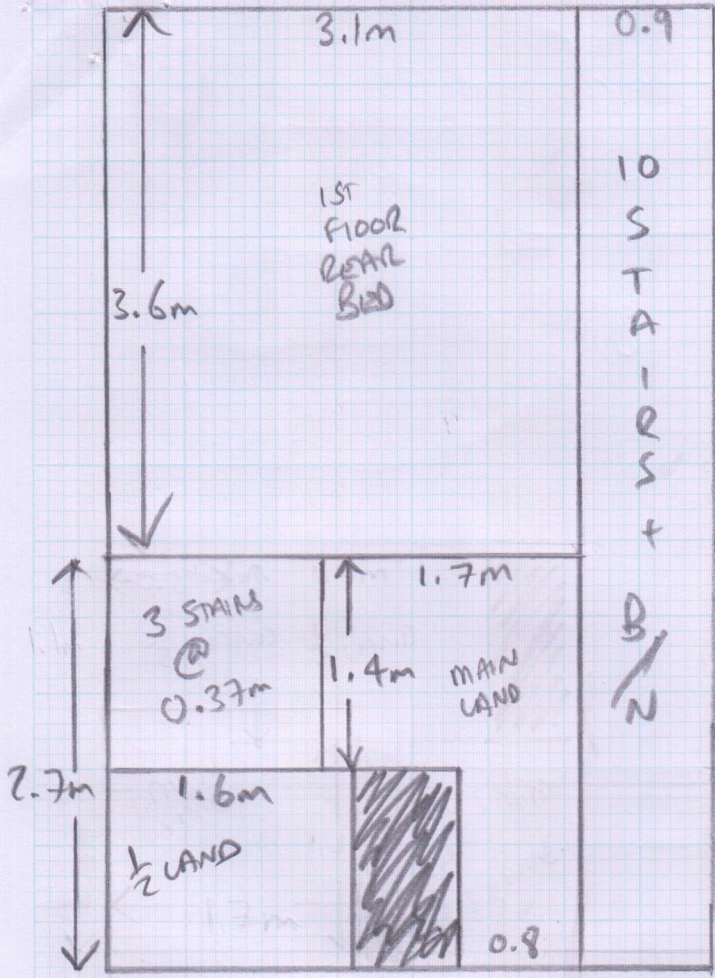 3.1m
0.9
1ST
FLOOR
REAR
BED
3.6m
10
S
T
A
I
R
S
+
B/N
1.7m
3 STAIRS
@
0.37m
1.4m
MAIN
LAND
2.7m
1.6m
1/2 LAND
0.8